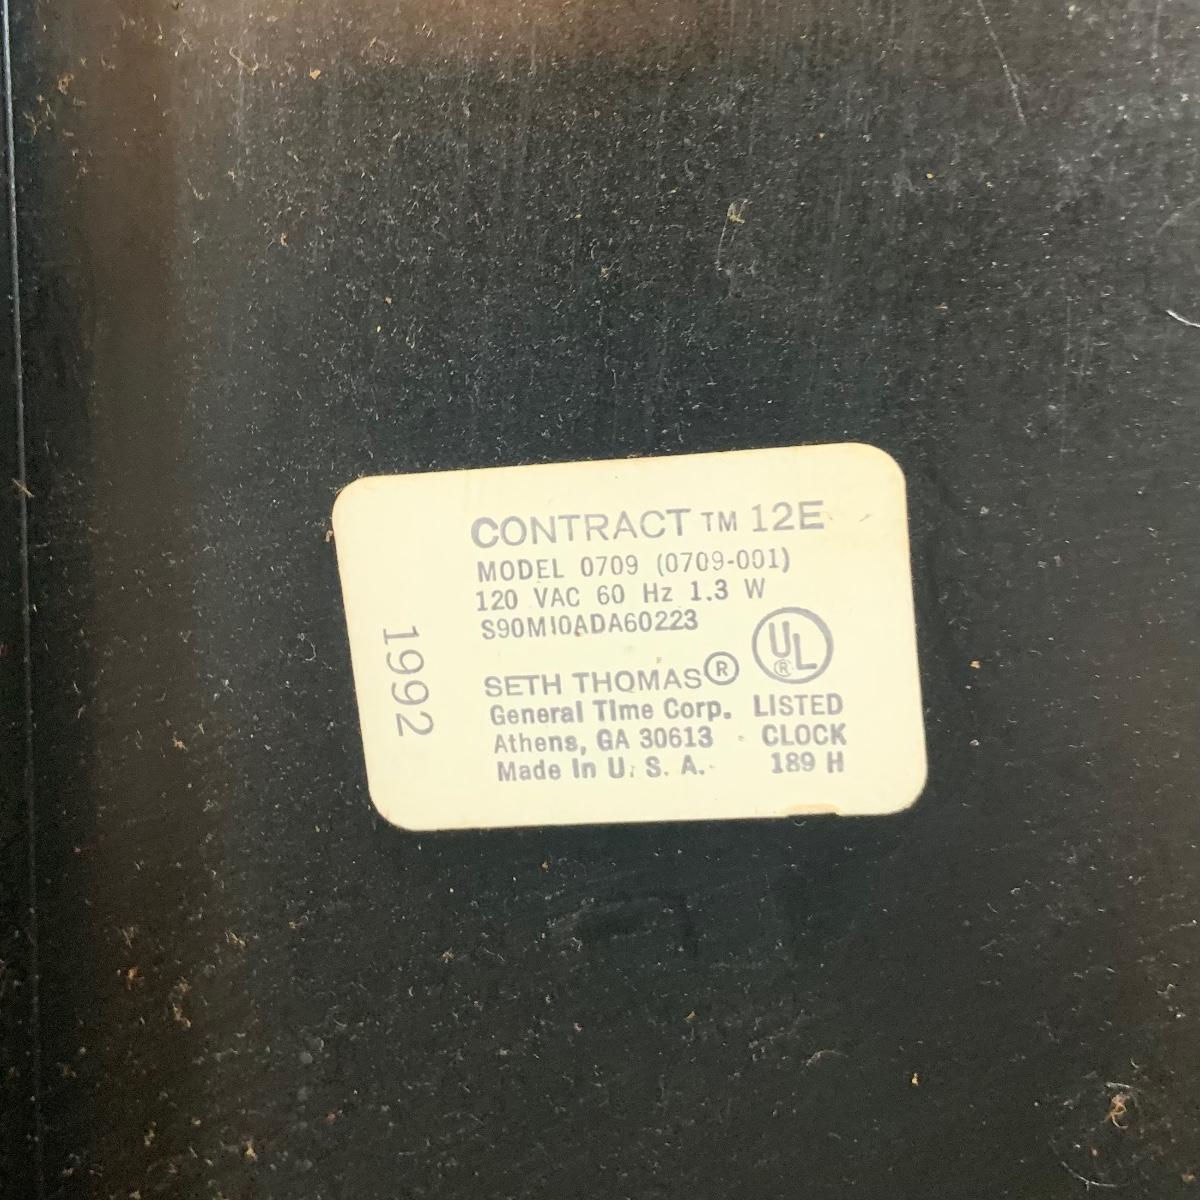 CONTRACT TM 12E
MODEL 0709 (0709-001)
120 VAC 60 Hz 1.3 W
S90MI0ADA60223
1992
SETH THOMAS®
General Time Corp.
Athens, GA 30613
Made In U. S. A.
UL®
LISTED
CLOCK
189 H